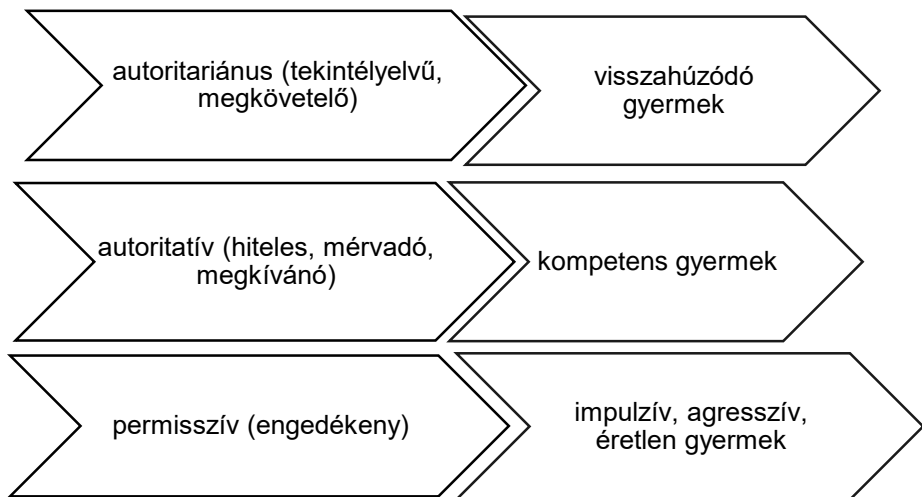 autoritariánus (tekintélyelvű,
megkövetelő)
visszahúzódó
gyermek
autoritatív (hiteles, mérvadó,
megkívánó)
kompetens gyermek
permisszív (engedékeny)
impulzív, agresszív,
éretlen gyermek